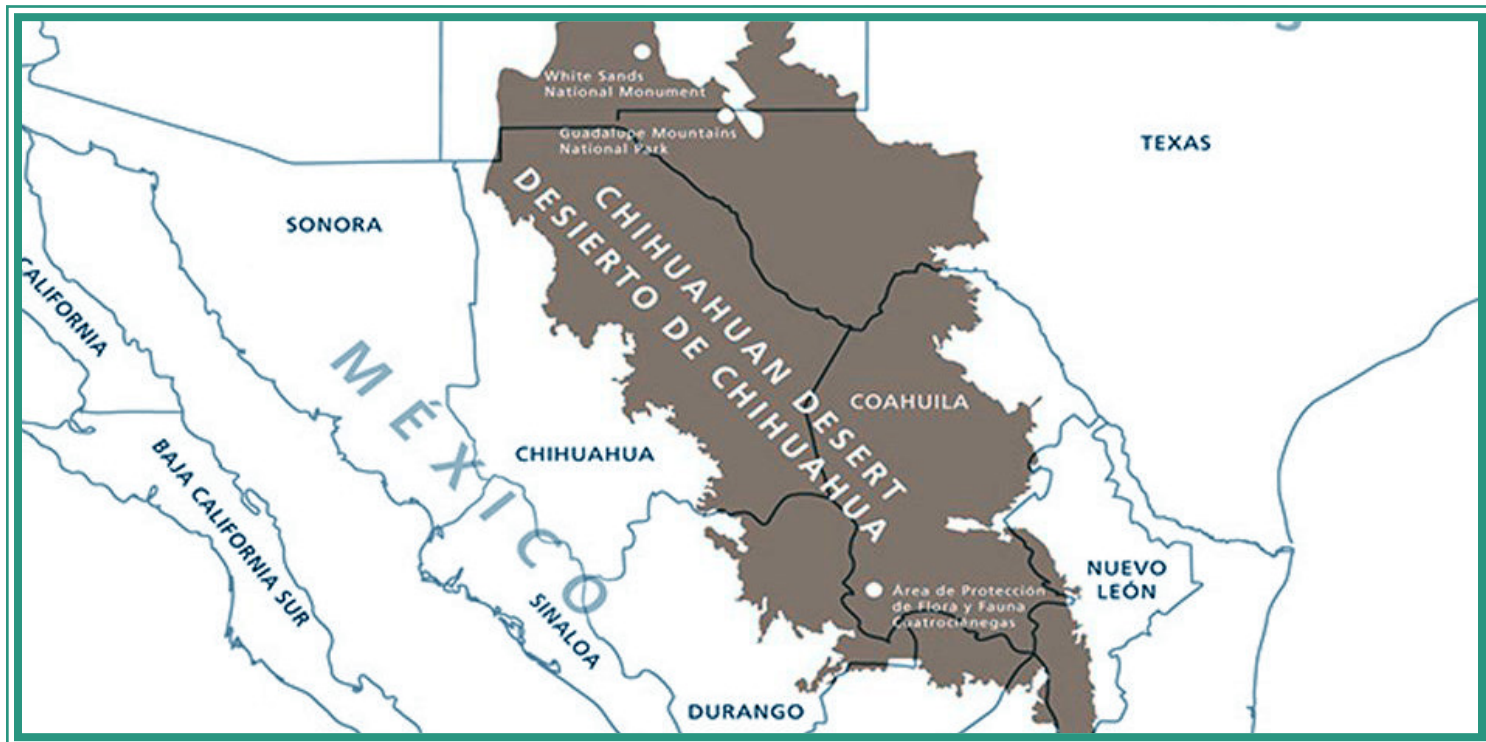 White Sands
National Monument
Guadalupe Mountains
National Park
TEXAS
SONORA
CHIHUAHUAN DESERT
DESIERTO DE CHIHUAHUA
CALIFORNIA
MÉXICO
COAHUILA
CHIHUAHUA
BAJA CALIFORNIA SUR
SINALOA
NUEVO
LEÓN
Área de Protección
de Flora y Fauna
Cuatrociénegas
DURANGO